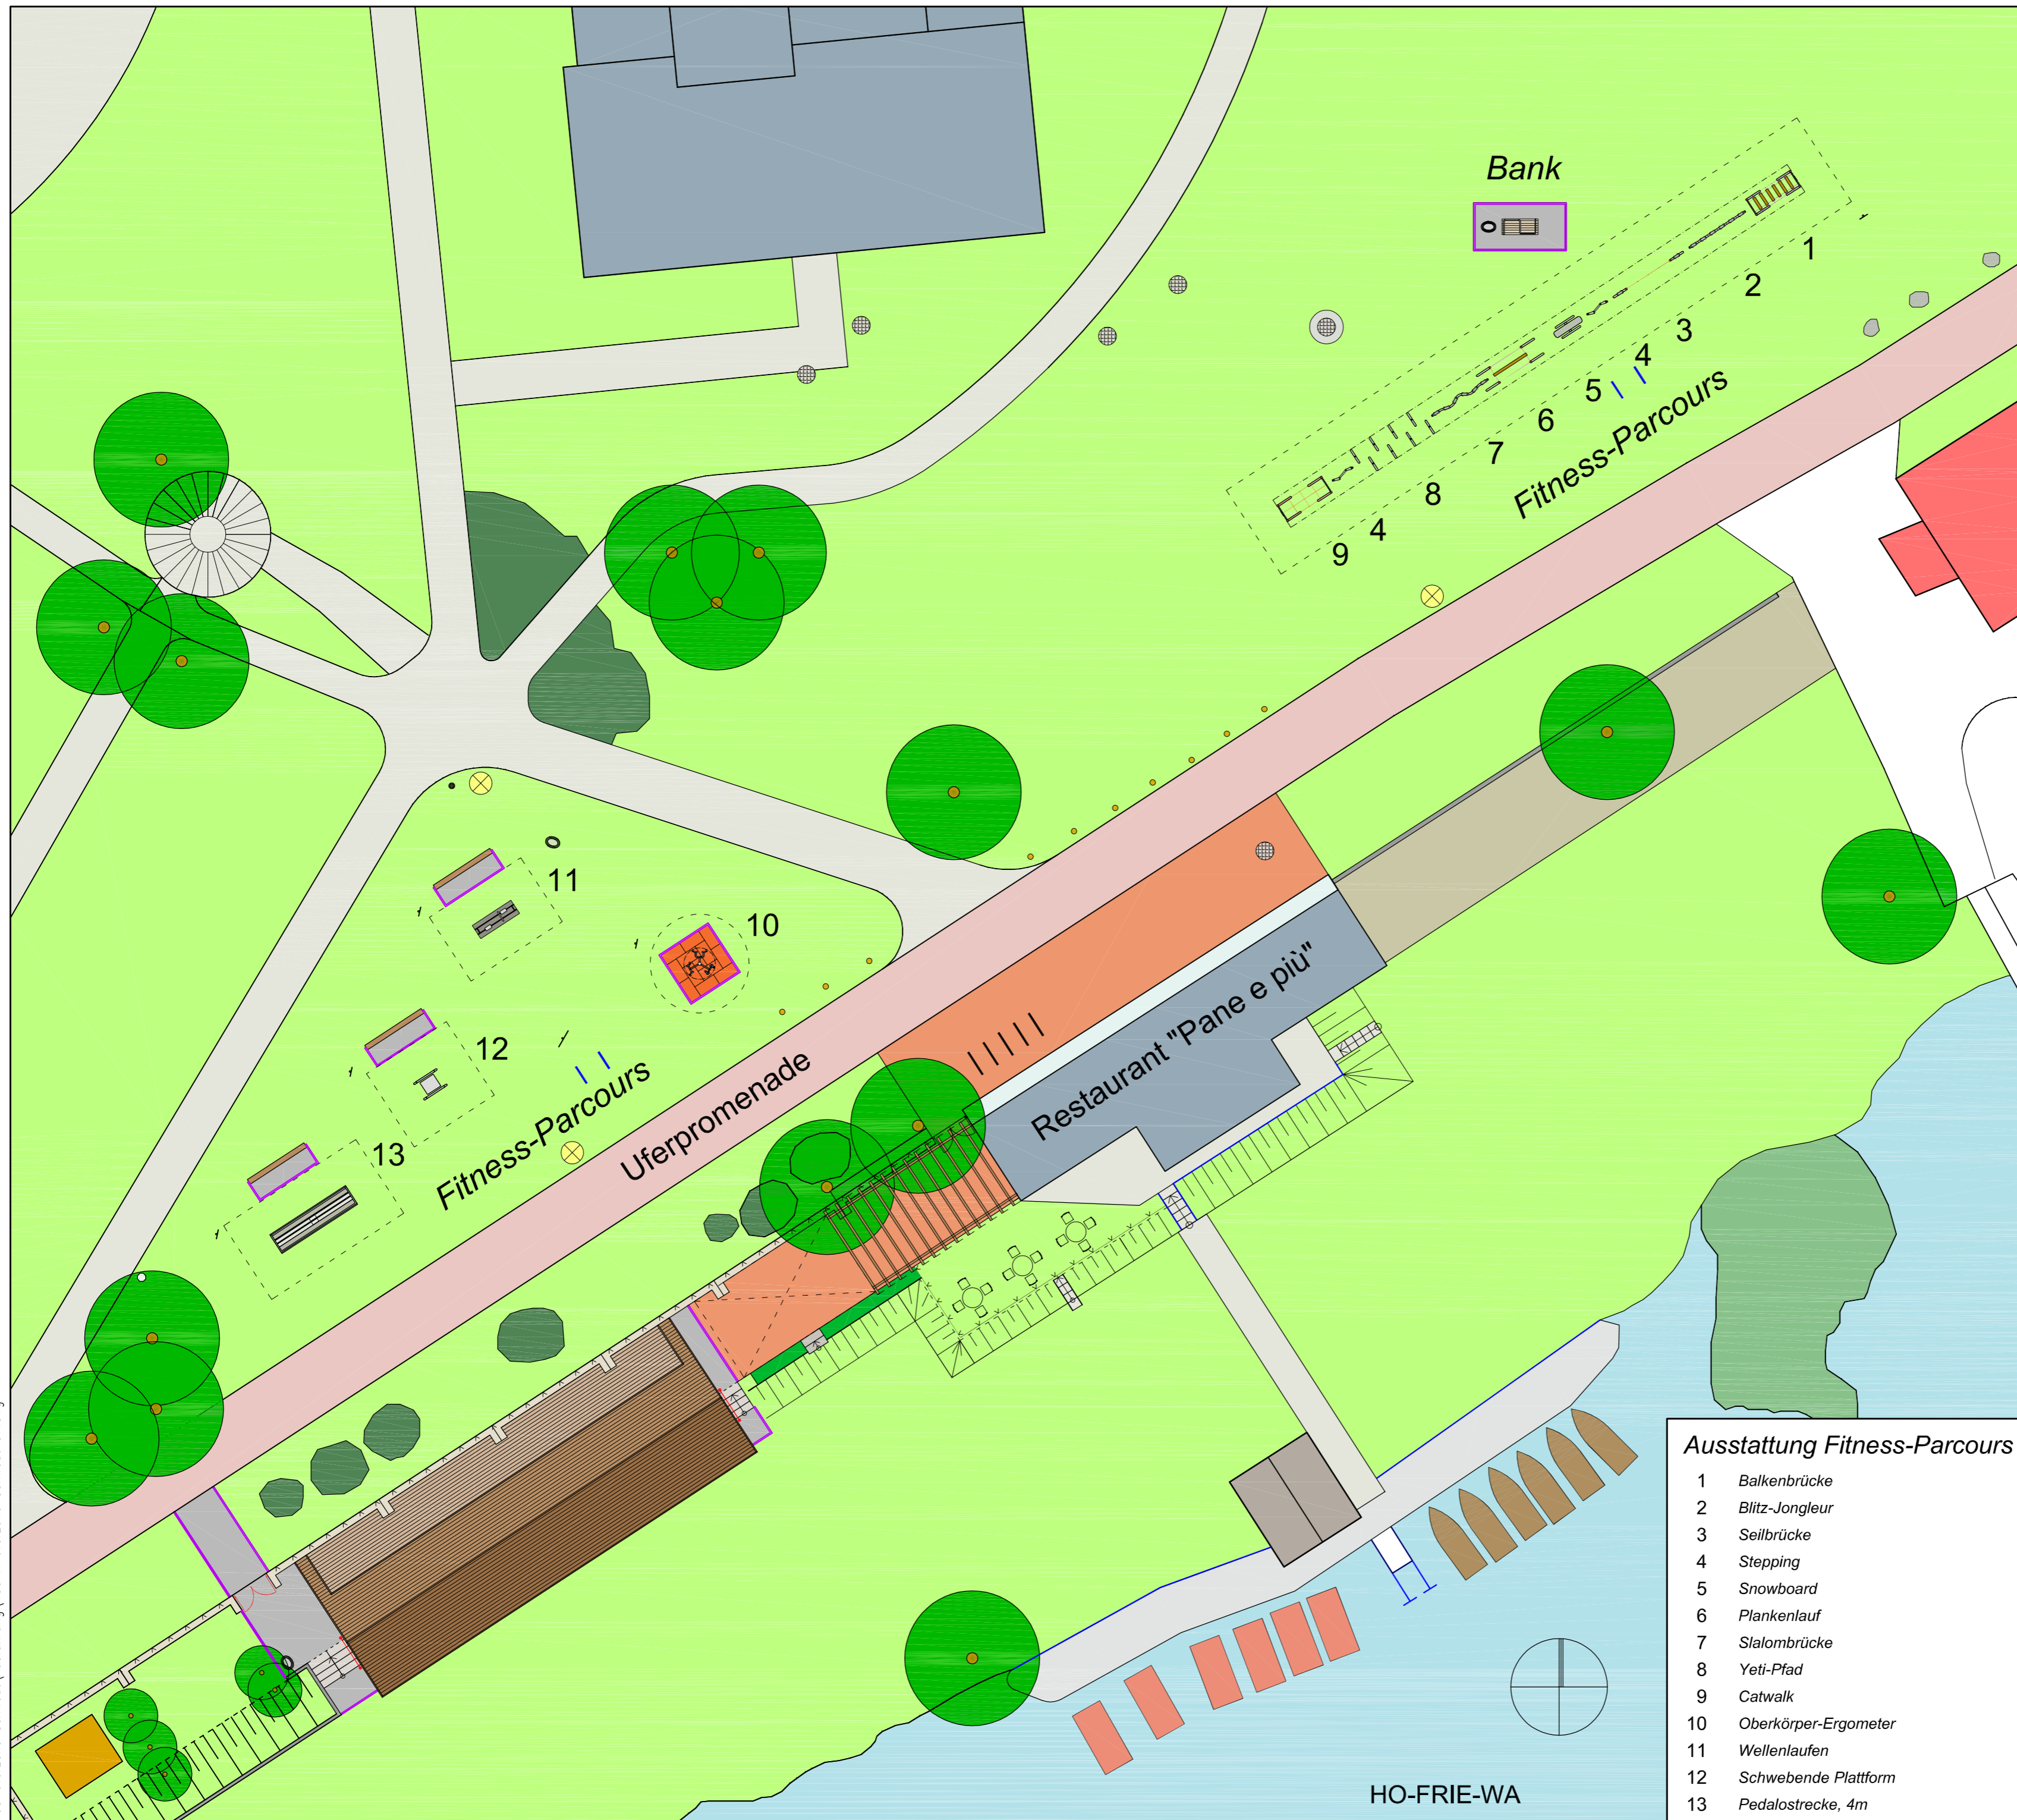 Bank
1
2
3
4
5
6
7
8
4
9
Fitness-Parcours
11
10
12
13
Fitness-Parcours
Uferpromenade
Restaurant "Pane e più"
HO-FRIE-WA
Ausstattung Fitness-Parcours
1 Balkenbrücke
2 Blitz-Jongleur
3 Seilbrücke
4 Stepping
5 Snowboard
6 Plankenlauf
7 Slalombrücke
8 Yeti-Pfad
9 Catwalk
10 Oberkörper-Ergometer
11 Wellenlaufen
12 Schwebende Plattform
13 Pedalostrecke, 4m